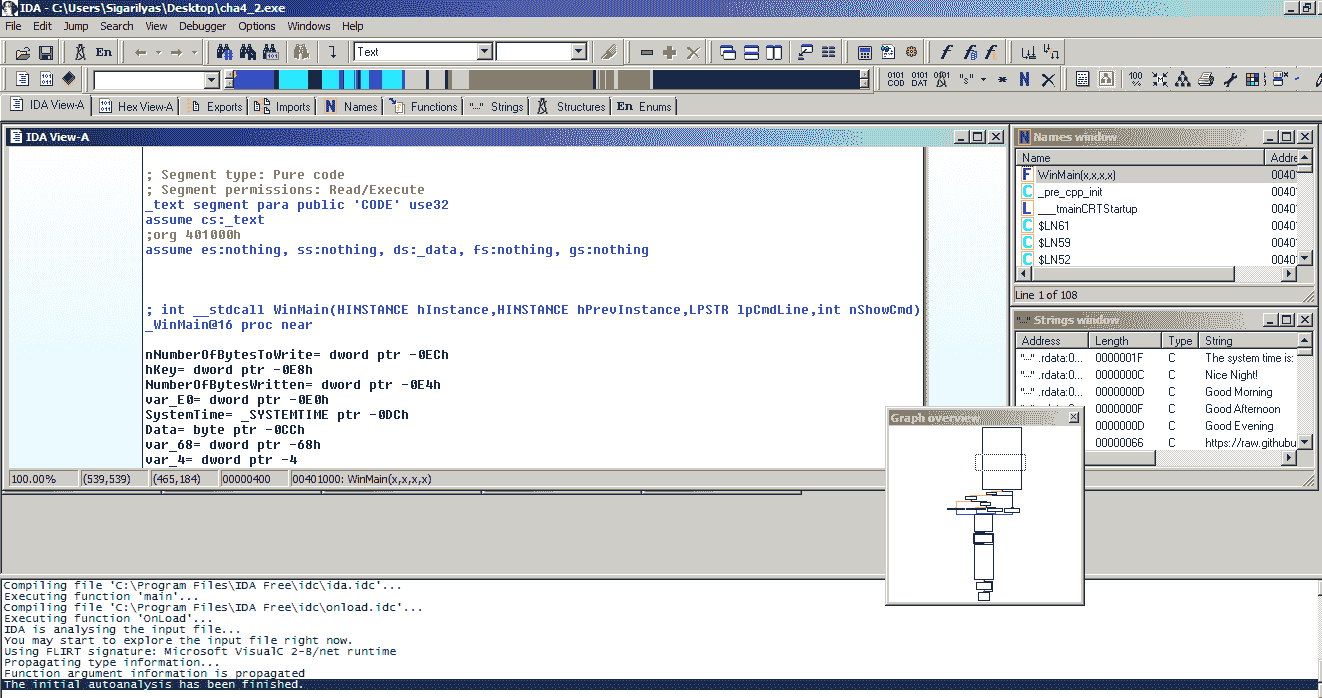 IDA - C:\Users\Sigarilyas\Desktop\cha4_2.exe
File Edit Jump Search View Debugger Options Windows Help
En Text
0101 COD 0101 DAT "s" N 100 %
IDA View-A Hex View-A Exports Imports N Names Functions "..." Strings Structures En Enums
IDA View-A
; Segment type: Pure code
; Segment permissions: Read/Execute
_text segment para public 'CODE' use32
assume cs:_text
;org 401000h
assume es:nothing, ss:nothing, ds:_data, fs:nothing, gs:nothing
; int __stdcall WinMain(HINSTANCE hInstance,HINSTANCE hPrevInstance,LPSTR lpCmdLine,int nShowCmd)
_WinMain@16 proc near
nNumberOfBytesToWrite= dword ptr -0ECh
hKey= dword ptr -0E8h
NumberOfBytesWritten= dword ptr -0E4h
var_E0= dword ptr -0E0h
SystemTime= _SYSTEMTIME ptr -0DCh
Data= byte ptr -0CCh
var_68= dword ptr -68h
var_4= dword ptr -4
100.00% (539,539) (465,184) 00000400 00401000: WinMain(x,x,x,x)
N Names window
Name Addre
F WinMain(x,x,x,x) 0040
C _pre_cpp_init 0040
L ___tmainCRTStartup 0040
C $LN61 0040
C $LN59 0040
C $LN52 0040
Line 1 of 108
"..." Strings window
Address Length Type String
"..." .rdata:0... 0000001F C The system time is:
"..." .rdata:0... 0000000C C Nice Night!
"..." .rdata:0... 0000000D C Good Morning
0000000F C Good Afternoon
0000000D C Good Evening
00000066 C https://raw.githubu
Graph overview
Compiling file 'C:\Program Files\IDA Free\idc\ida.idc'...
Executing function 'main'...
Compiling file 'C:\Program Files\IDA Free\idc\onload.idc'...
Executing function 'OnLoad'...
IDA is analysing the input file...
You may start to explore the input file right now.
Using FLIRT signature: Microsoft VisualC 2-8/net runtime
Propagating type information...
Function argument information is propagated
The initial autoanalysis has been finished.